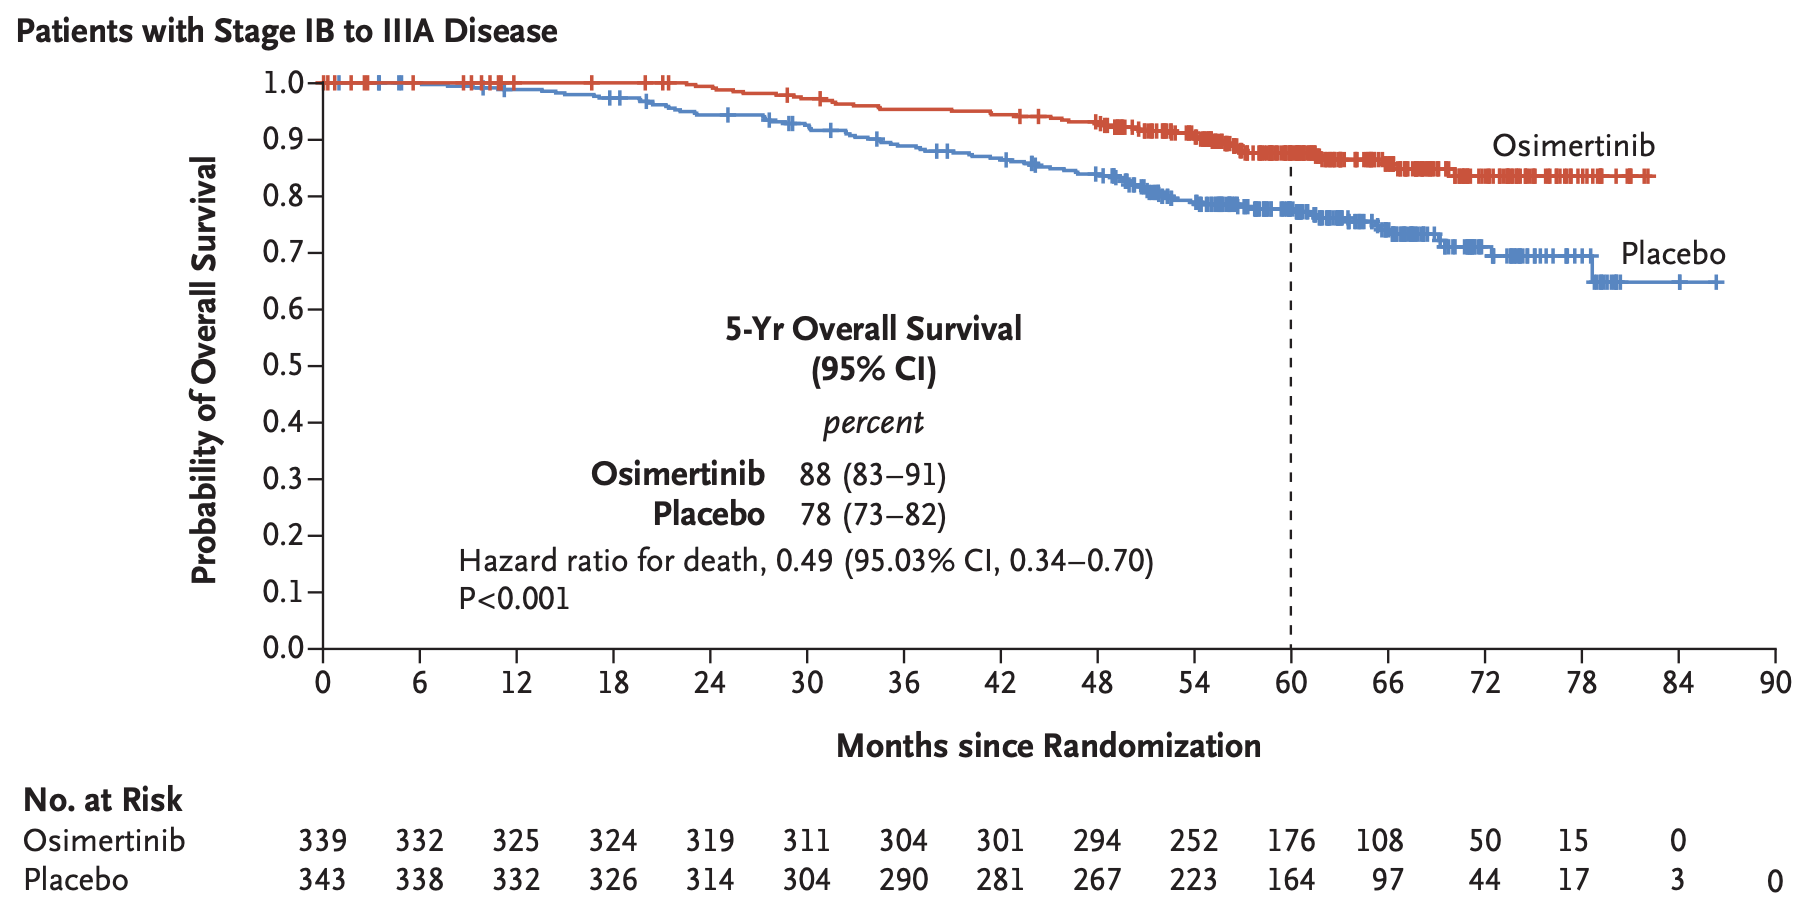 Patients with Stage IB to IIIA Disease
Probability of Overall Survival
1.0
0.9
0.8
0.7
0.6
0.5
0.4
0.3
0.2
0.1
0.0
Osimertinib
Placebo
5-Yr Overall Survival
(95% CI)
percent
Osimertinib 88 (83–91)
Placebo 78 (73–82)
Hazard ratio for death, 0.49 (95.03% CI, 0.34–0.70)
P<0.001
0 6 12 18 24 30 36 42 48 54 60 66 72 78 84 90
Months since Randomization
No. at Risk
Osimertinib 339 332 325 324 319 311 304 301 294 252 176 108 50 15 0
Placebo 343 338 332 326 314 304 290 281 267 223 164 97 44 17 3 0